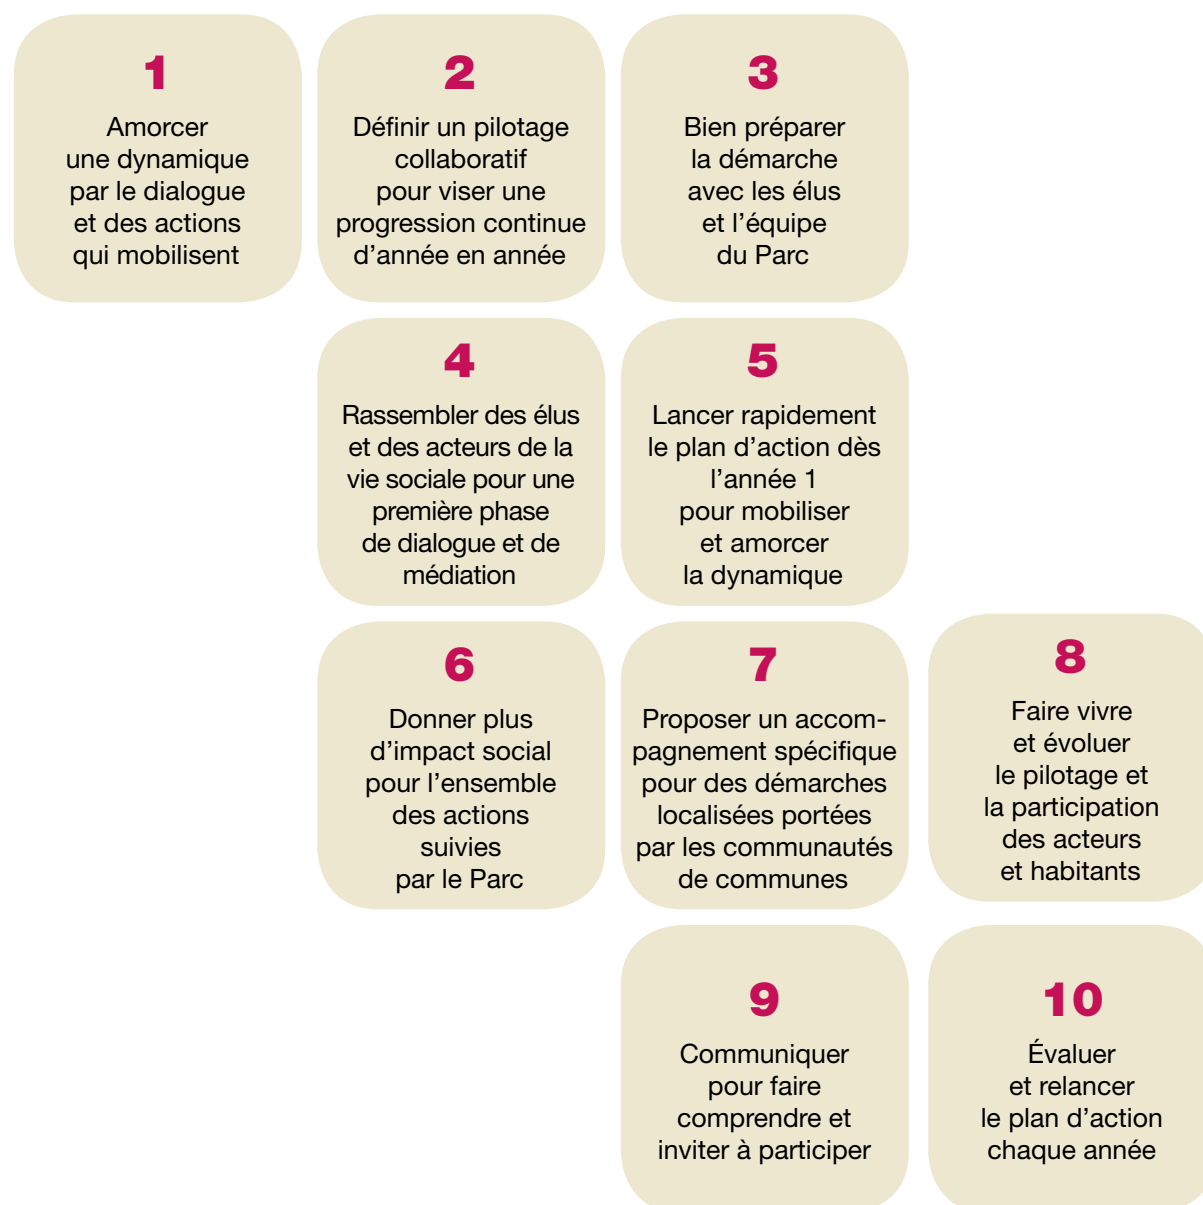 1
Amorcer
une dynamique
par le dialogue
et des actions
qui mobilisent
2
Définir un pilotage
collaboratif
pour viser une
progression continue
d’année en année
3
Bien préparer
la démarche
avec les élus
et l’équipe
du Parc
4
Rassembler des élus
et des acteurs de la
vie sociale pour une
première phase
de dialogue et de
médiation
5
Lancer rapidement
le plan d’action dès
l’année 1
pour mobiliser
et amorcer
la dynamique
6
Donner plus
d’impact social
pour l’ensemble
des actions
suivies
par le Parc
7
Proposer un accom-
pagnement spécifique
pour des démarches
localisées portées
par les communautés
de communes
8
Faire vivre
et évoluer
le pilotage et
la participation
des acteurs
et habitants
9
Communiquer
pour faire
comprendre et
inviter à participer
10
Évaluer
et relancer
le plan d’action
chaque année